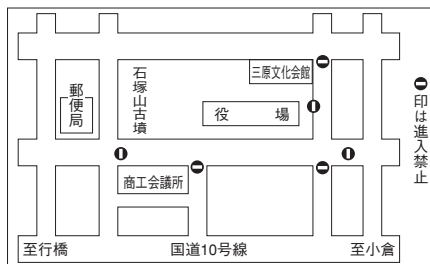 三原文化会館
石塚山古墳
郵便局
役場
商工会議所
至行橋
国道10号線
至小倉
印は進入禁止